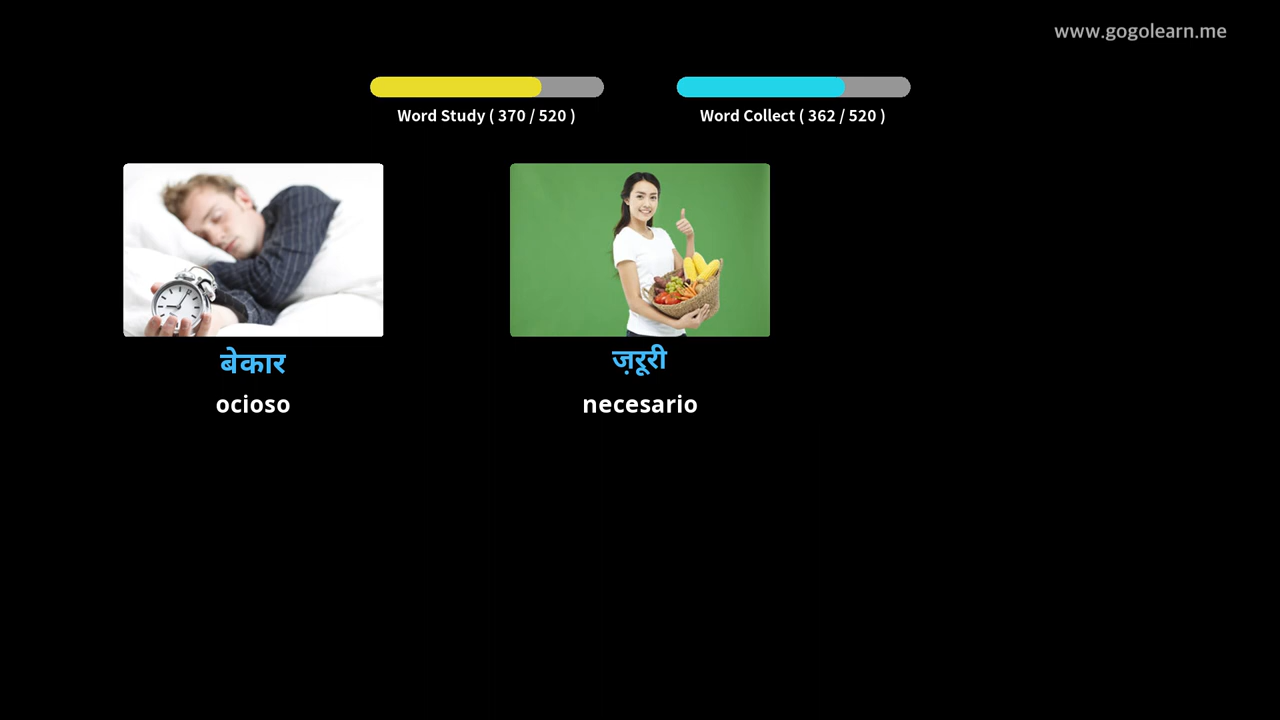 www.gogolearn.me
Word Study ( 370 / 520 )
Word Collect ( 362 / 520 )
बेकार
ocioso
ज़रूरी
necesario